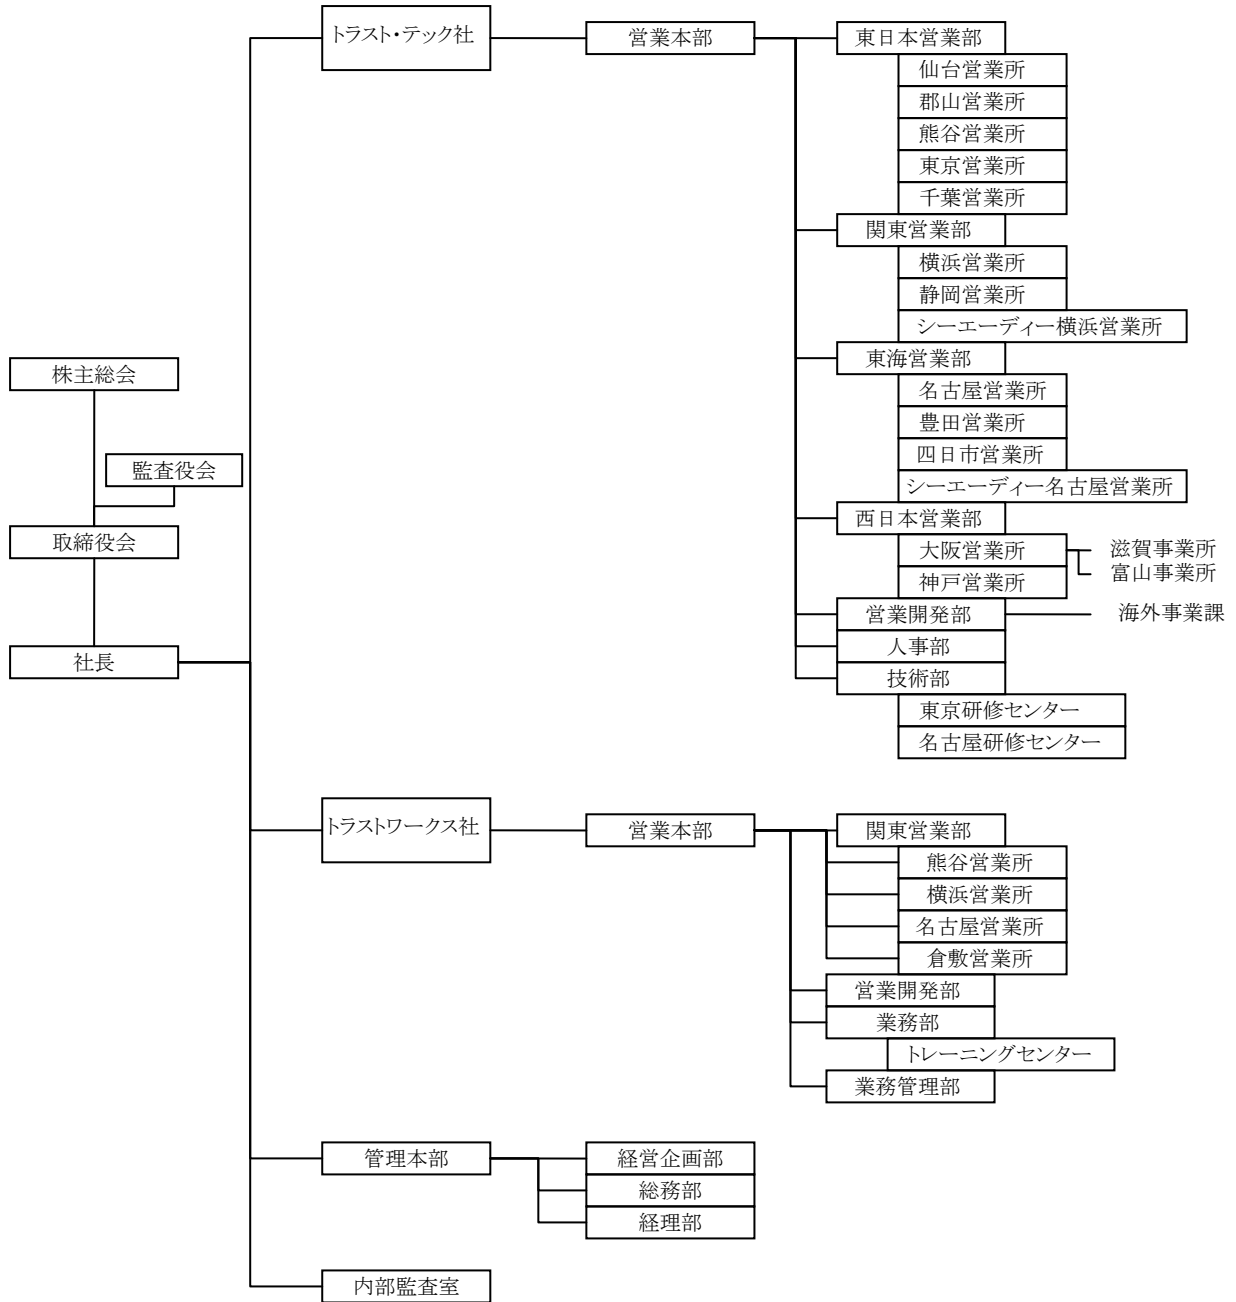 株主総会
監査役会
取締役会
社長
トラスト・テック社
営業本部
東日本営業部
仙台営業所
郡山営業所
熊谷営業所
東京営業所
千葉営業所
関東営業部
横浜営業所
静岡営業所
シーエーディー横浜営業所
東海営業部
名古屋営業所
豊田営業所
四日市営業所
シーエーディー名古屋営業所
西日本営業部
大阪営業所
滋賀事業所
富山事業所
神戸営業所
営業開発部
海外事業課
人事部
技術部
東京研修センター
名古屋研修センター
トラストワークス社
営業本部
関東営業部
熊谷営業所
横浜営業所
名古屋営業所
倉敷営業所
営業開発部
業務部
トレーニングセンター
業務管理部
管理本部
経営企画部
総務部
経理部
内部監査室